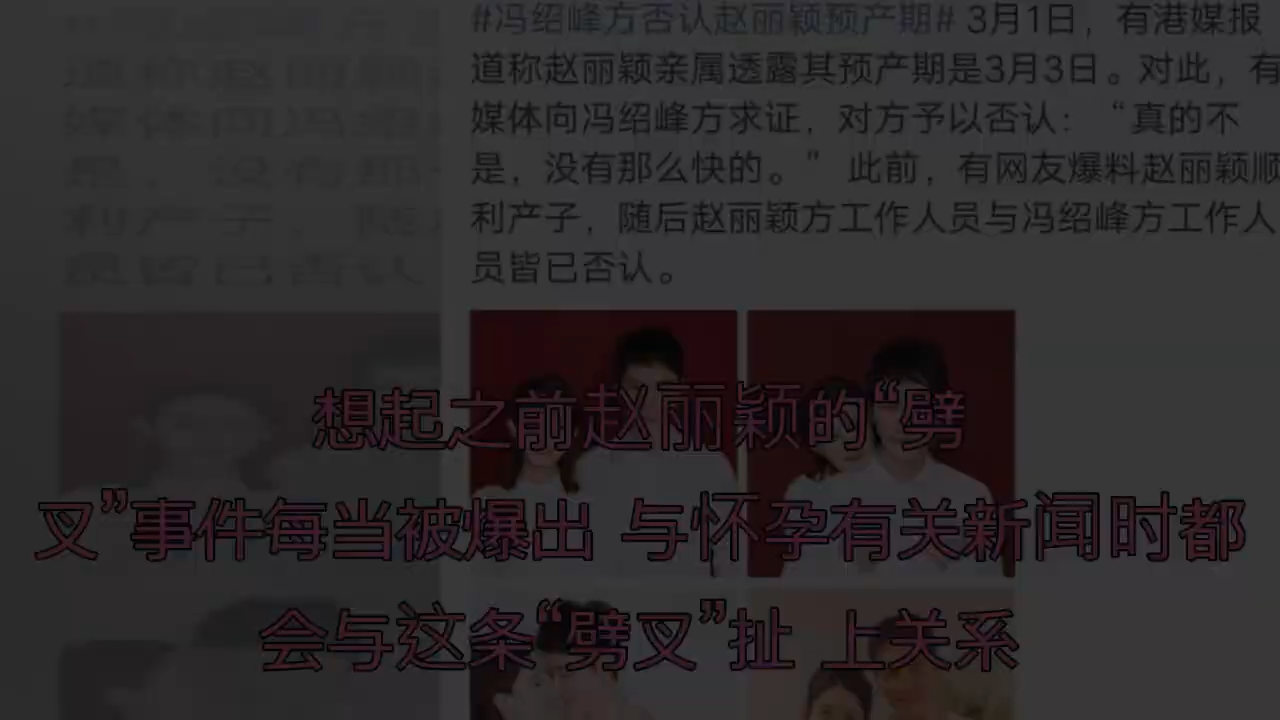 #冯绍峰方否认赵丽颖预产期# 3月1日，有港媒报
道称赵丽颖亲属透露其预产期是3月3日。对此，有
媒体向冯绍峰方求证，对方予以否认：“真的不
是，没有那么快的。” 此前，有网友爆料赵丽颖顺
利产子，随后赵丽颖方工作人员与冯绍峰方工作人
员皆已否认。
想起之前赵丽颖的“劈
叉”事件每当被爆出 与怀孕有关新闻时都
会与这条“劈叉”扯 上关系